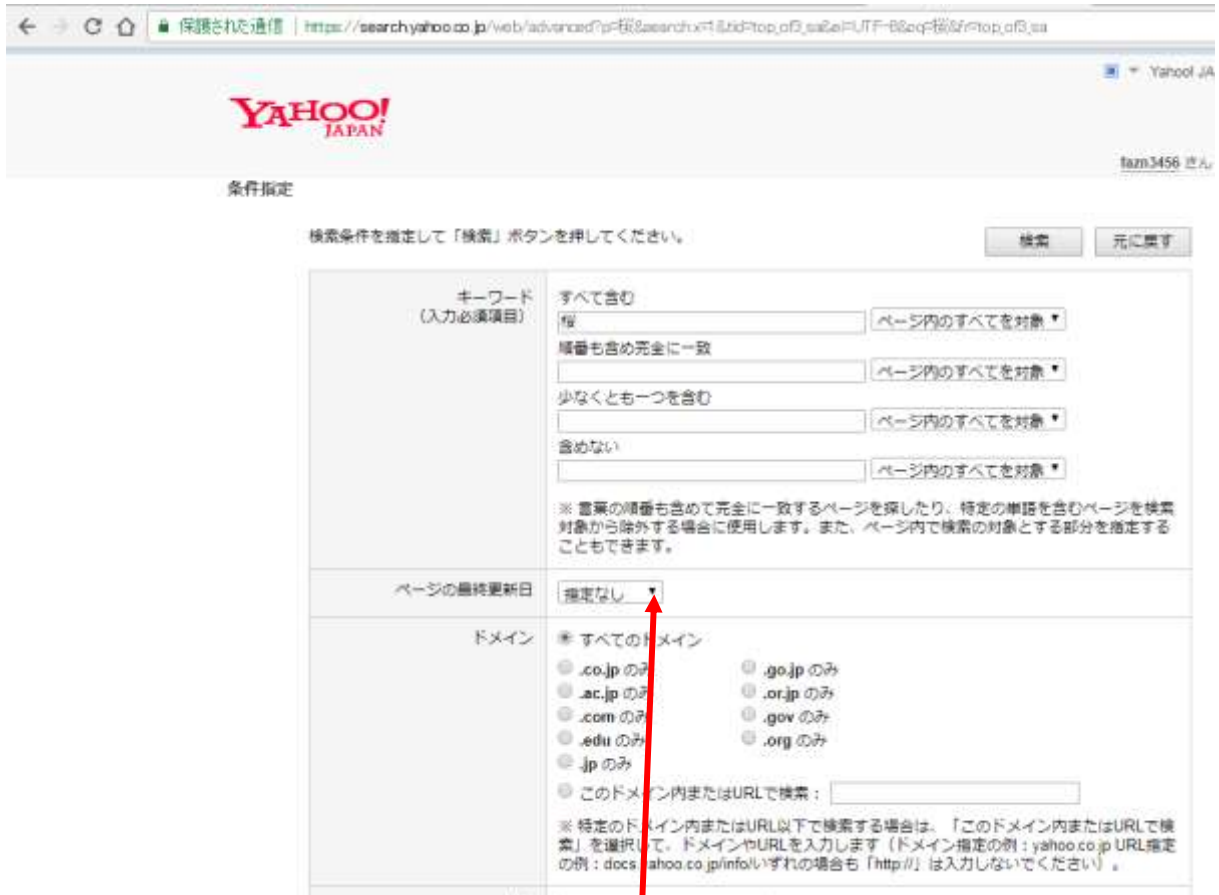 保護された通信 | https://search.yahoo.co.jp/web/advanced?p=桜&search.x=1&tid=top_of3_sa&ei=UTF-8&oq=桜&fr=top_of3_sa
Yahoo! JA
YAHOO!
JAPAN
fazn3456 さん
条件指定
検索条件を指定して「検索」ボタンを押してください。
検索
元に戻す
キーワード
(入力必須項目)
すべて含む
桜 ページ内のすべてを対象
順番も含め完全に一致
ページ内のすべてを対象
少なくとも一つを含む
ページ内のすべてを対象
含めない
ページ内のすべてを対象
※ 言葉の順番も含めて完全に一致するページを探したり、特定の単語を含むページを検索
対象から除外する場合に使用します。また、ページ内で検索の対象とする部分を指定する
こともできます。
ページの最終更新日 指定なし
ドメイン すべてのドメイン
.co.jp のみ .go.jp のみ
.ac.jp のみ .or.jp のみ
.com のみ .gov のみ
.edu のみ .org のみ
.jp のみ
このドメイン内またはURLで検索:
※ 特定のドメイン内またはURL以下で検索する場合は、「このドメイン内またはURLで検
索」を選択して、ドメインやURLを入力します(ドメイン指定の例:yahoo.co.jp URL指定
の例:docs.yahoo.co.jp/info/いずれの場合も「http://」は入力しないでください)。